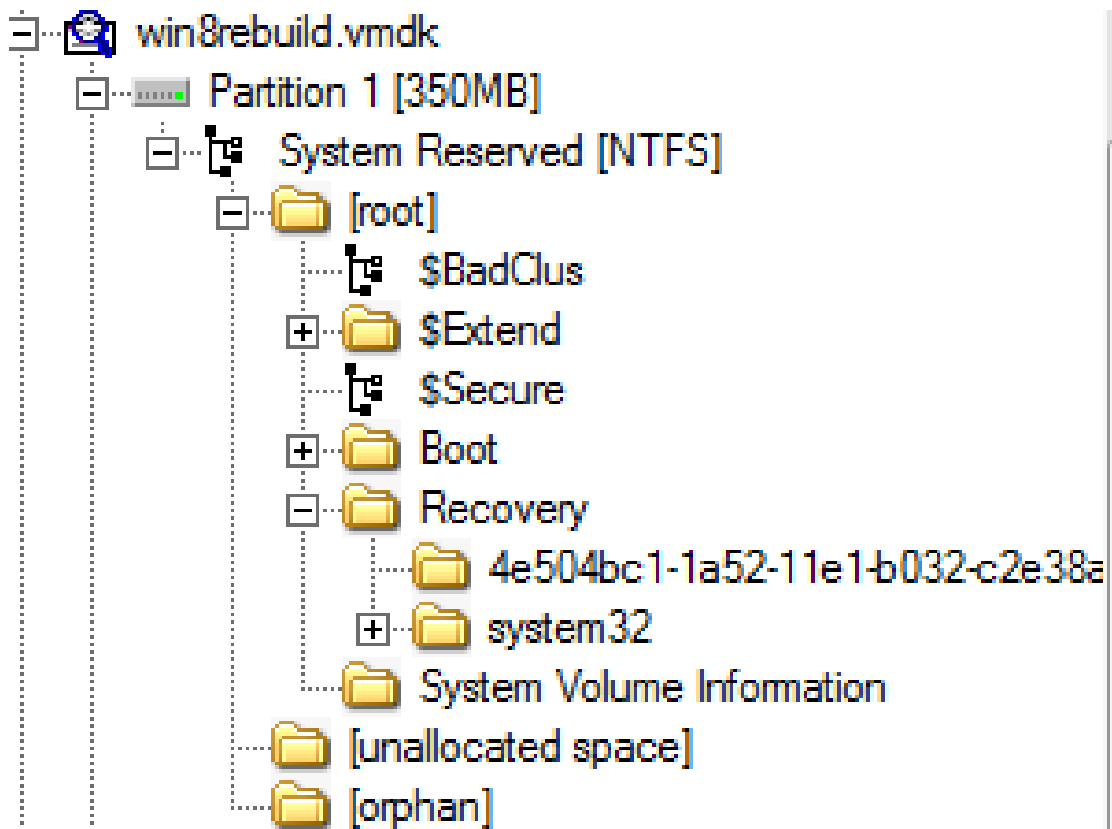 win8rebuild.vmdk
Partition 1 [350MB]
System Reserved [NTFS]
[root]
$BadClus
$Extend
$Secure
Boot
Recovery
4e504bc1-1a52-11e1-b032-c2e38a
system32
System Volume Information
[unallocated space]
[orphan]